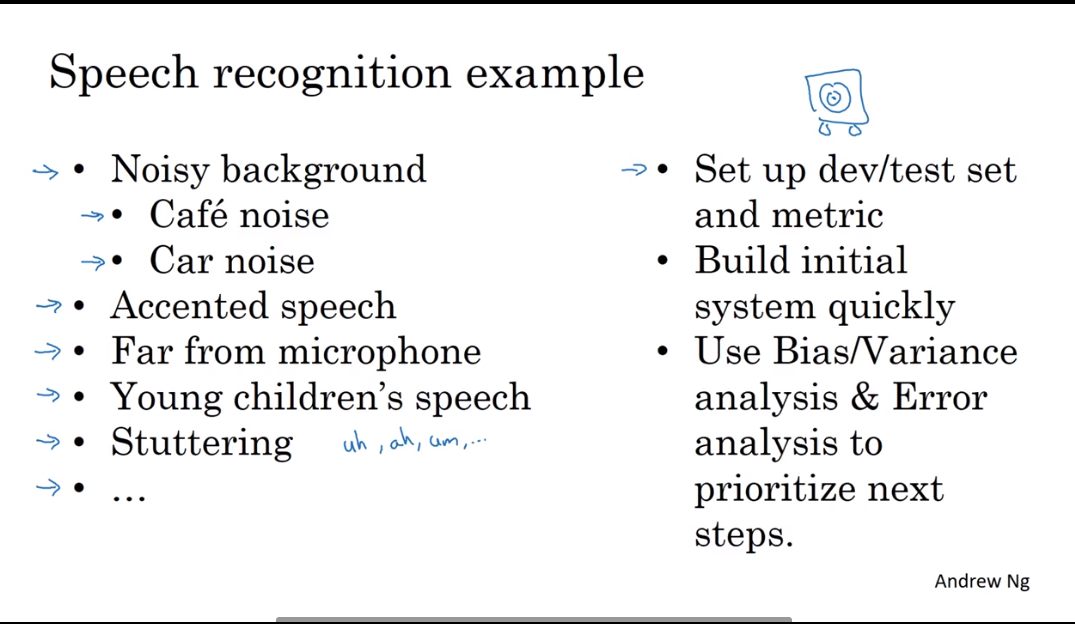 Speech recognition example
→ • Noisy background
→ • Café noise
→ • Car noise
→ • Accented speech
→ • Far from microphone
→ • Young children’s speech
→ • Stuttering uh, ah, um, ...
→ • ...
→ • Set up dev/test set
and metric
• Build initial
system quickly
• Use Bias/Variance
analysis & Error
analysis to
prioritize next
steps.
Andrew Ng